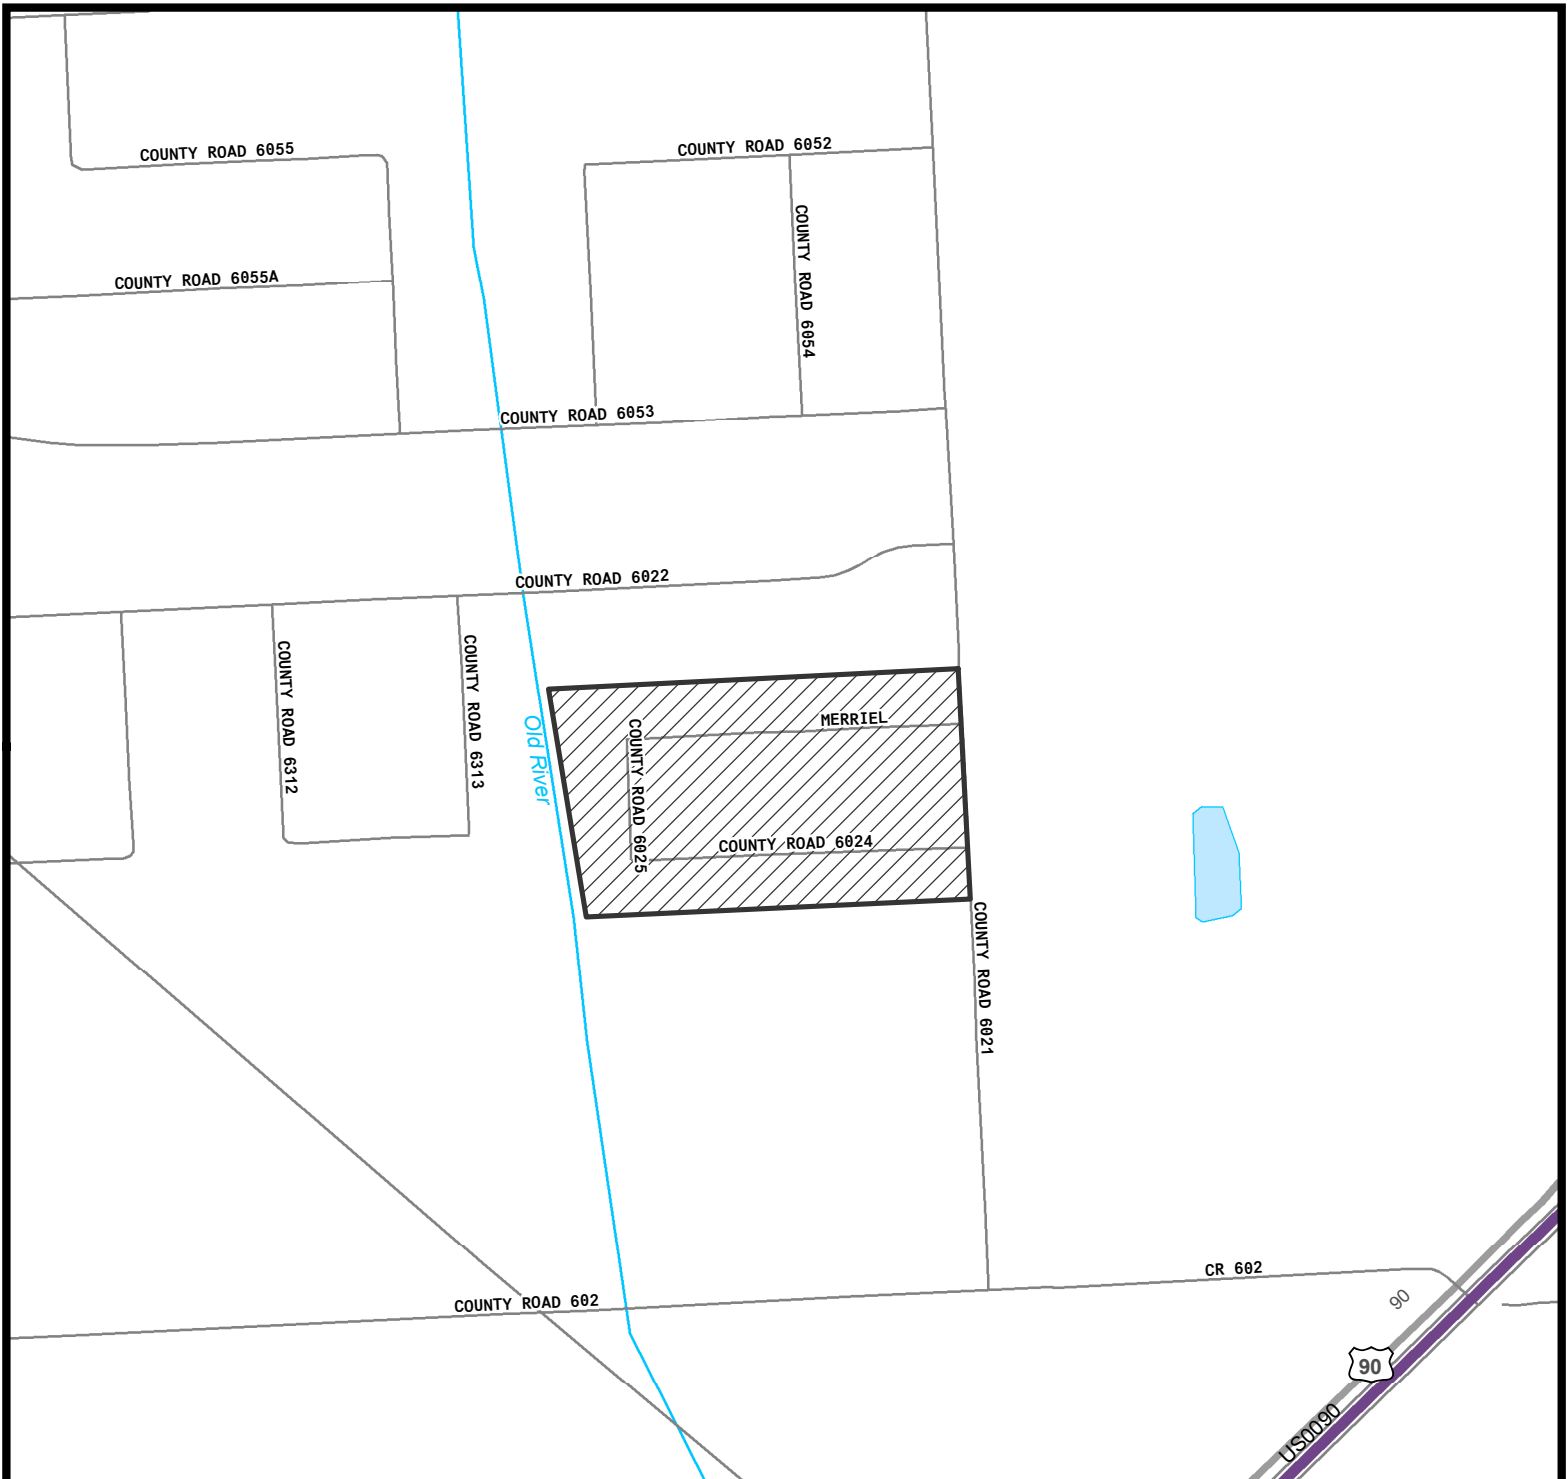 COUNTY ROAD 6055
COUNTY ROAD 6052
COUNTY ROAD 6054
COUNTY ROAD 6055A
COUNTY ROAD 6053
COUNTY ROAD 6022
COUNTY ROAD 6312
COUNTY ROAD 6313
Old River
COUNTY ROAD 6025
MERRIEL
COUNTY ROAD 6024
COUNTY ROAD 6021
CR 602
COUNTY ROAD 602
90
90
US0090